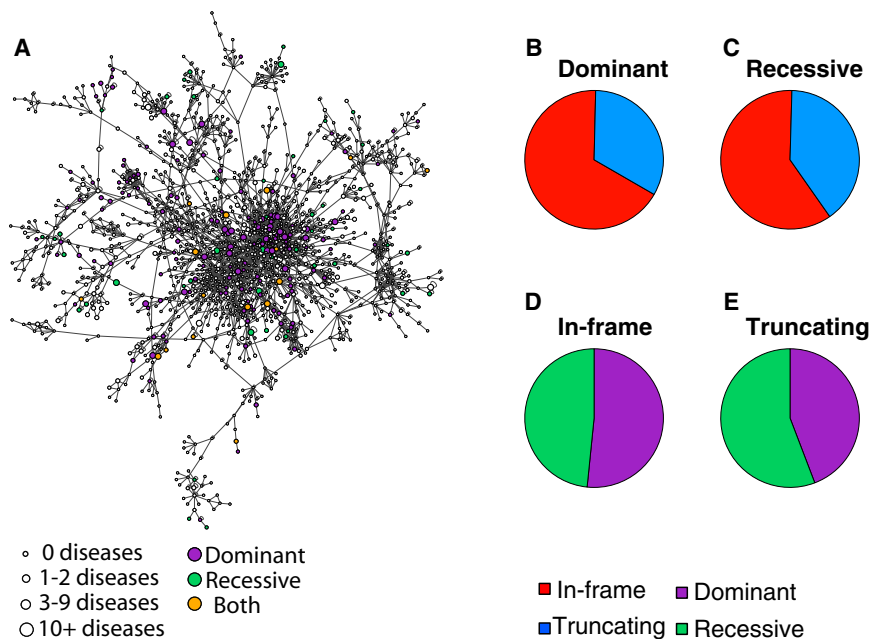 A
B
Dominant
C
Recessive
D
In-frame
E
Truncating
0 diseases
1-2 diseases
3-9 diseases
10+ diseases
Dominant
Recessive
Both
In-frame
Truncating
Dominant
Recessive